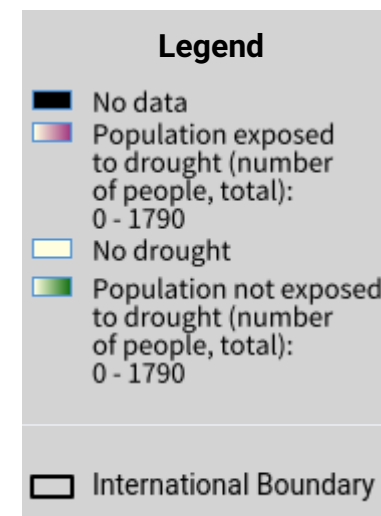 Legend
No data
Population exposed
to drought (number
of people, total):
0 - 1790
No drought
Population not exposed
to drought (number
of people, total):
0 - 1790
International Boundary